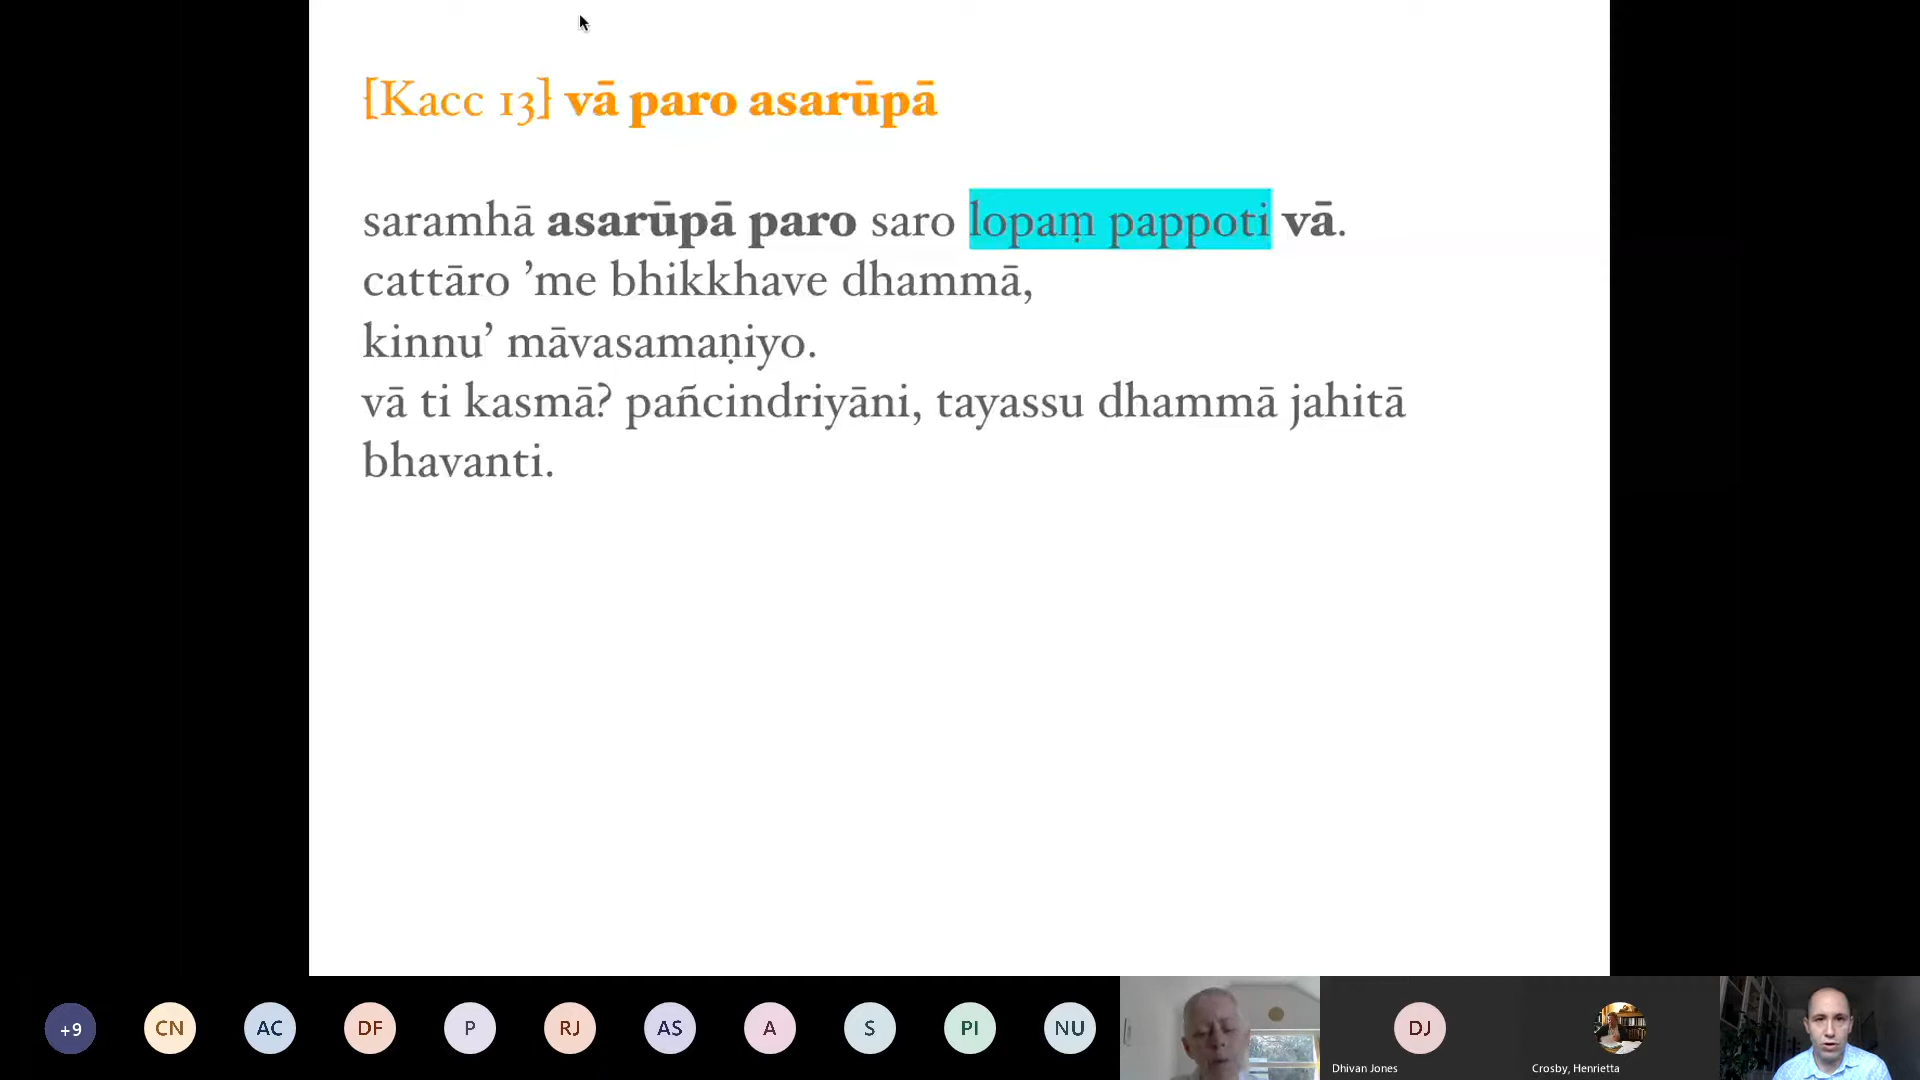 [Kacc 13] vā paro asarūpā
saramhā asarūpā paro saro lopaṃ pappoti vā.
cattāro ’me bhikkhave dhammā,
kinnu’ māvasamaṇiyo.
vā ti kasmā? pañcindriyāni, tayassu dhammā jahitā
bhavanti.
+9 CN AC DF P RJ AS A S PI NU DJ
Dhivan Jones Crosby, Henrietta